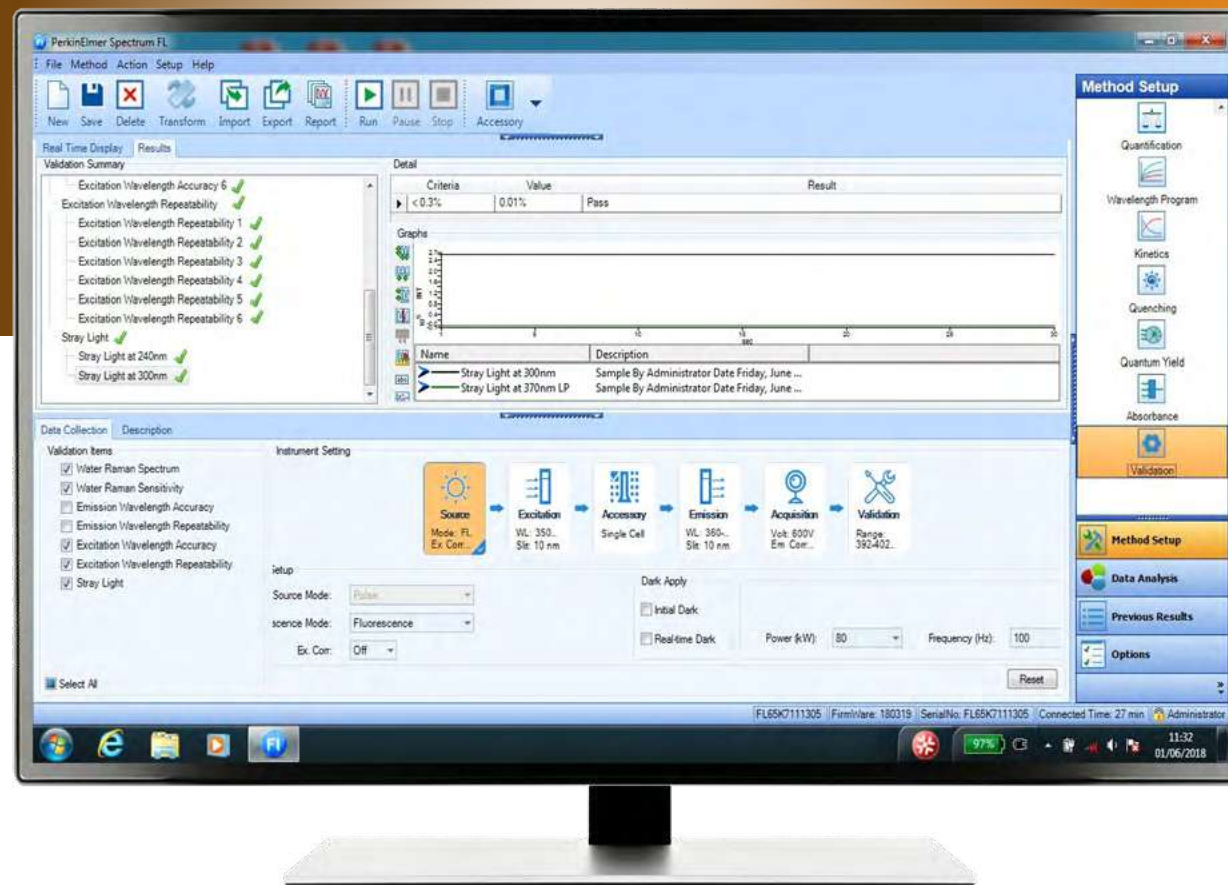 PerkinElmer Spectrum FL
File Method Action Setup Help
New Save Delete Transform Import Export Report Run Pause Stop Accessory
Real Time Display Results
Validation Summary
Excitation Wavelength Accuracy 6
Excitation Wavelength Repeatability
Excitation Wavelength Repeatability 1
Excitation Wavelength Repeatability 2
Excitation Wavelength Repeatability 3
Excitation Wavelength Repeatability 4
Excitation Wavelength Repeatability 5
Excitation Wavelength Repeatability 6
Stray Light
Stray Light at 240nm
Stray Light at 300nm
Detail
Criteria Value Result
<0.3% 0.01% Pass
Graphs
INT
sec
Name Description
Stray Light at 300nm Sample By Administrator Date Friday, June ...
Stray Light at 370nm LP Sample By Administrator Date Friday, June ...
Data Collection Description
Validation Items
Water Raman Spectrum
Water Raman Sensitivity
Emission Wavelength Accuracy
Emission Wavelength Repeatability
Excitation Wavelength Accuracy
Excitation Wavelength Repeatability
Stray Light
Select All
Instrument Setting
Source Excitation Accessory Emission Acquisition Validation
Mode: FL WL: 350... Single Cell WL: 360-... Volt: 600V Range:
Ex Corr:... Slit: 10 nm Slit: 10 nm Em Corr:... 392-402...
etup
Source Mode: Pulse
scence Mode: Fluorescence
Ex. Corr: Off
Dark Apply
Initial Dark
Real-time Dark
Power (kW): 80 Frequency (Hz): 100
Reset
Method Setup
Quantification
Wavelength Program
Kinetics
Quenching
Quantum Yield
Absorbance
Validation
Method Setup
Data Analysis
Previous Results
Options
FL65K7111305 FirmWare: 180319 SerialNo: FL65K7111305 Connected Time: 27 min Administrator
FL
97%
11:32
01/06/2018